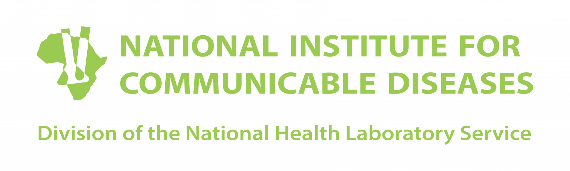 NATIONAL INSTITUTE FOR
COMMUNICABLE DISEASES
Division of the National Health Laboratory Service